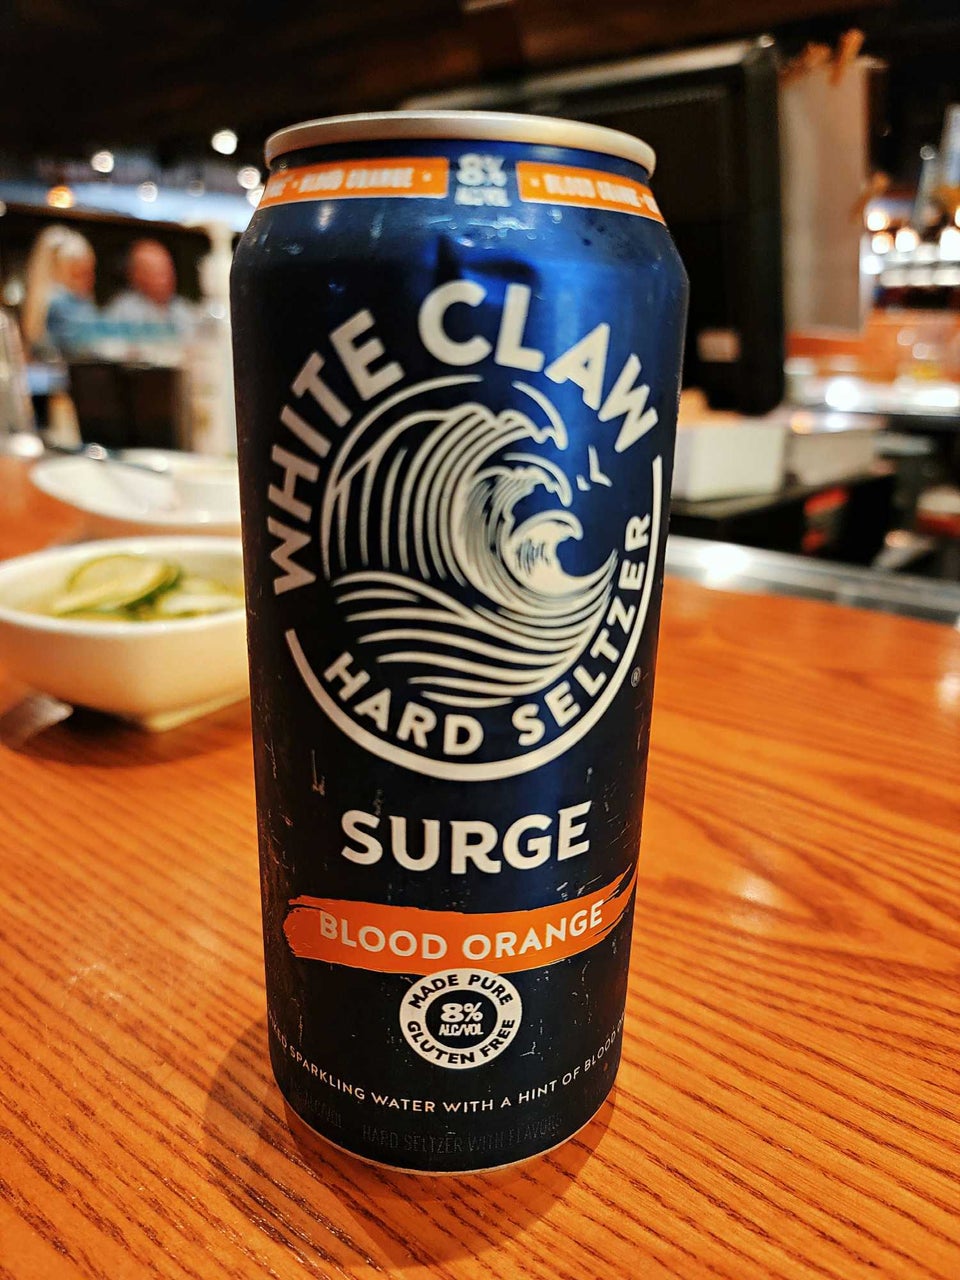 BLOOD ORANGE
8%
ALC/VOL
BLOOD ORANGE
WHITE CLAW
HARD SELTZER
®
SURGE
BLOOD ORANGE
MADE PURE
8%
ALC/VOL
GLUTEN FREE
SPARKLING WATER WITH A HINT OF BLOOD
HARD SELTZER WITH FLAVORS